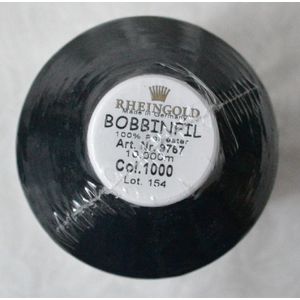 RHEINGOLD
Made in Germany
BOBBINFIL
100% Polyester
Art. Nr. 9767
10.000m
Col.1000
Lot. 154